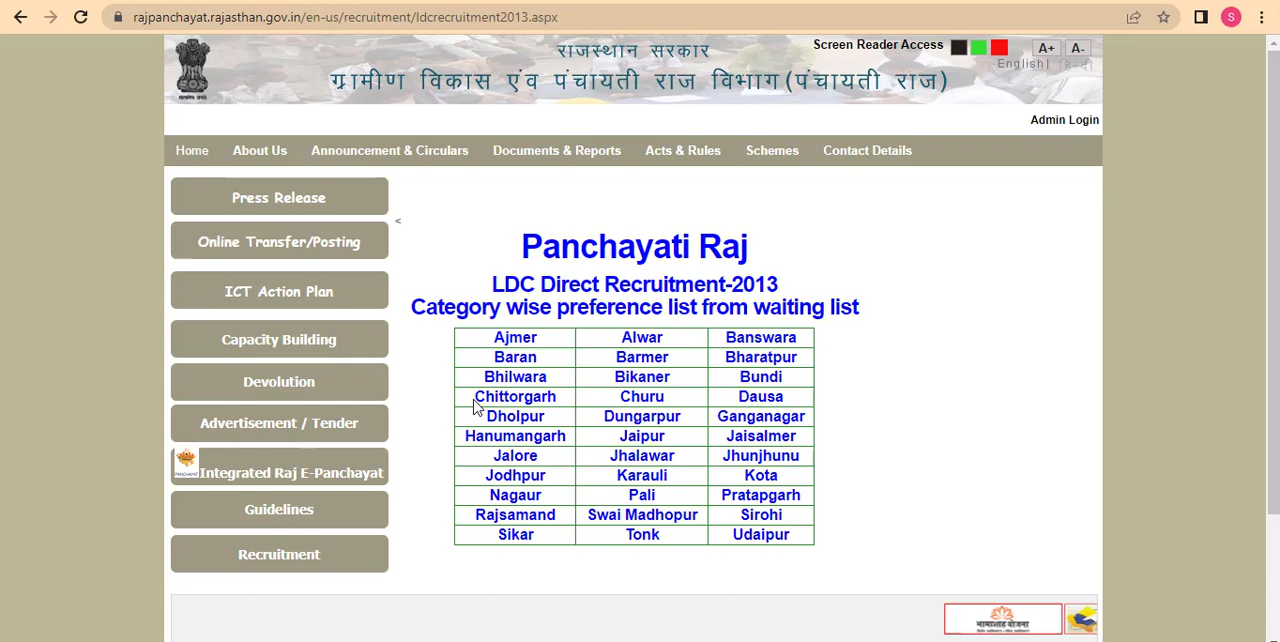 rajpanchayat.rajasthan.gov.in/en-us/recruitment/ldcrecruitment2013.aspx
S
राजस्थान सरकार
Screen Reader Access
A+ A-
English|
ग्रामीण विकास एंव पंचायती राज विभाग(पंचायती राज)
Admin Login
Home About Us Announcement & Circulars Documents & Reports Acts & Rules Schemes Contact Details
Press Release
Online Transfer/Posting
ICT Action Plan
Capacity Building
Devolution
Advertisement / Tender
Integrated Raj E-Panchayat
Guidelines
Recruitment
<
Panchayati Raj
LDC Direct Recruitment-2013
Category wise preference list from waiting list
Ajmer Alwar Banswara
Baran Barmer Bharatpur
Bhilwara Bikaner Bundi
Chittorgarh Churu Dausa
Dholpur Dungarpur Ganganagar
Hanumangarh Jaipur Jaisalmer
Jalore Jhalawar Jhunjhunu
Jodhpur Karauli Kota
Nagaur Pali Pratapgarh
Rajsamand Swai Madhopur Sirohi
Sikar Tonk Udaipur
भामाशाह योजना